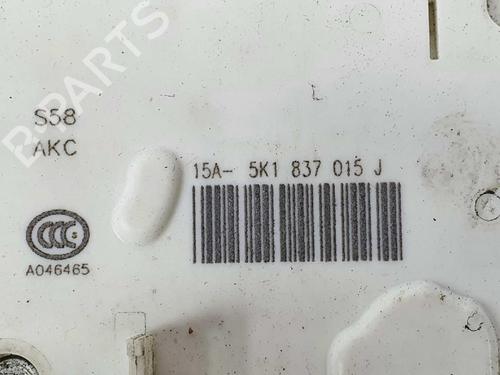 S58
AKC
15A- 5K1 837 015 J
CCC S
A046465
L
B-PARTS